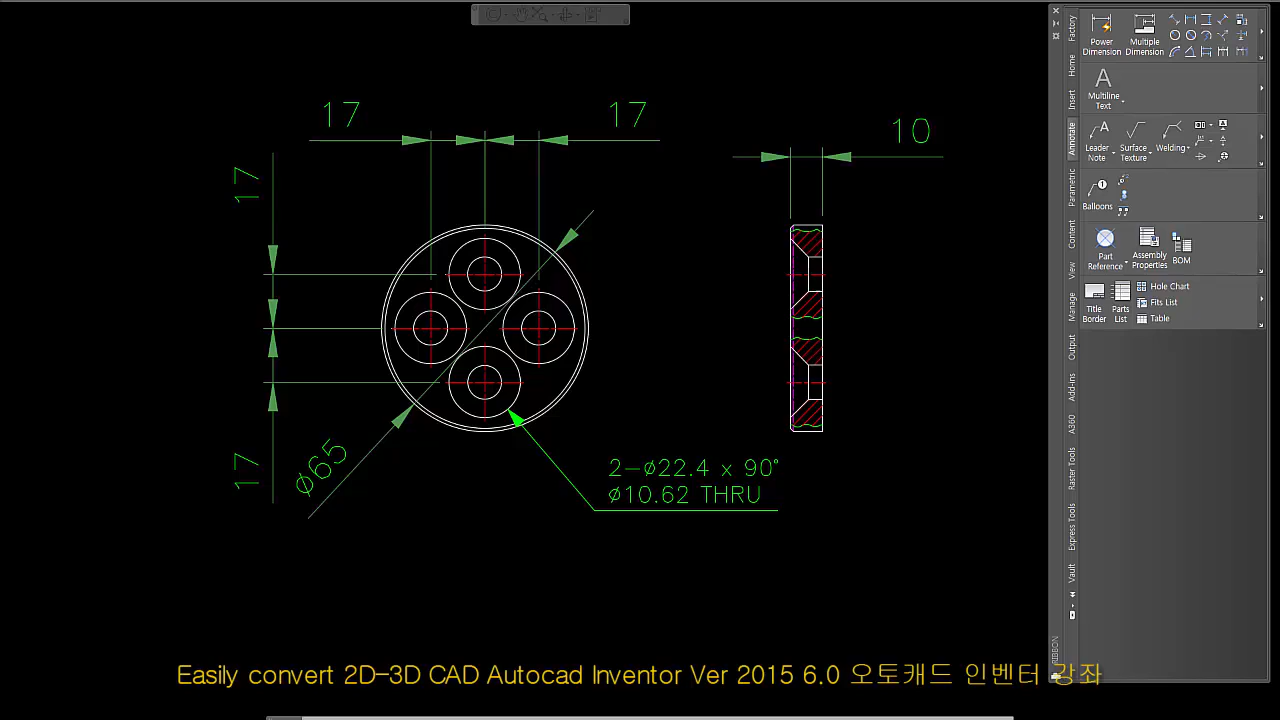 17
17
10
17
17
ø65
2-ø22.4 x 90°
ø10.62 THRU
Factory
Home
Insert
Annotate
Parametric
Content
View
Manage
Output
Add-ins
A360
Raster Tools
Express Tools
Vault
RIBBON
Power Dimension
Multiple Dimension
Multiline Text
Leader Note
Surface Texture
Welding
Balloons
Part Reference
Assembly Properties
BOM
Title Border
Parts List
Hole Chart
Fits List
Table
Easily convert 2D-3D CAD Autocad Inventor Ver 2015 6.0 오토캐드 인벤터 강좌